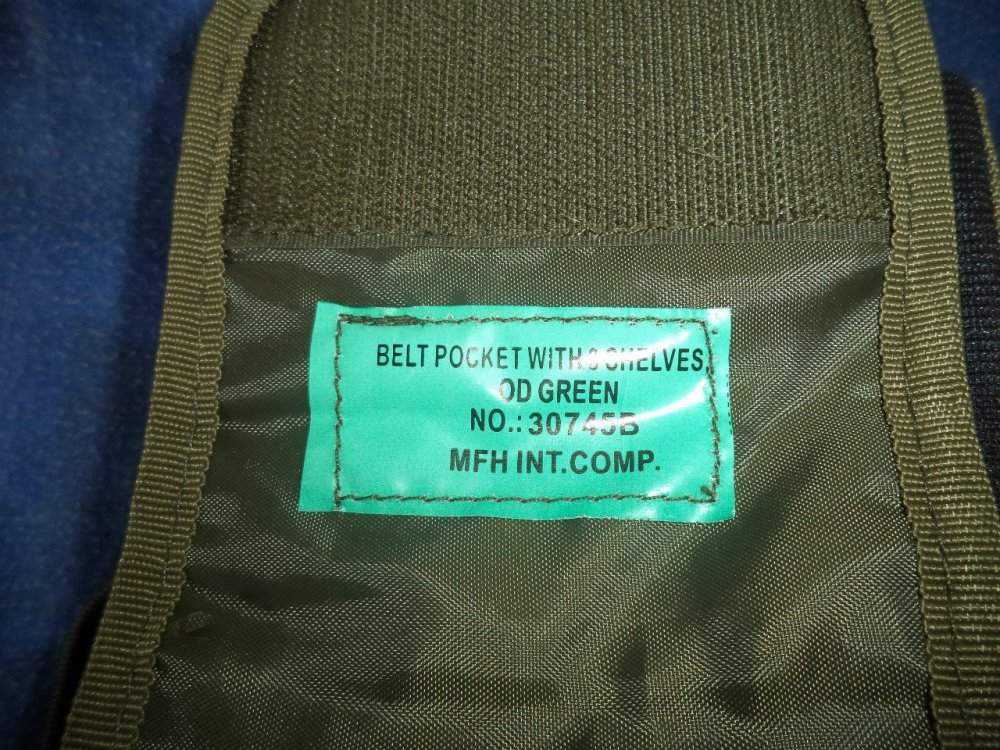 BELT POCKET WITH SHELVES
OD GREEN
NO.: 30745B
MFH INT.COMP.